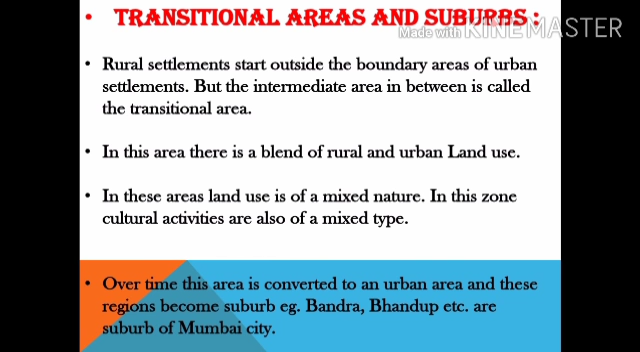 • TRANSITIONAL AREAS AND SUBURBS :
Made with KINEMASTER
• Rural settlements start outside the boundary areas of urban
settlements. But the intermediate area in between is called
the transitional area.
• In this area there is a blend of rural and urban Land use.
• In these areas land use is of a mixed nature. In this zone
cultural activities are also of a mixed type.
• Over time this area is converted to an urban area and these
regions become suburb eg. Bandra, Bhandup etc. are
suburb of Mumbai city.